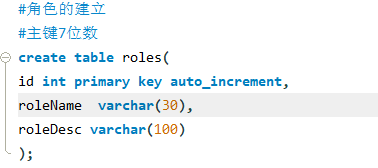 #角色的建立
#主键7位数
create table roles(
id int primary key auto_increment,
roleName  varchar(30),
roleDesc varchar(100)
);